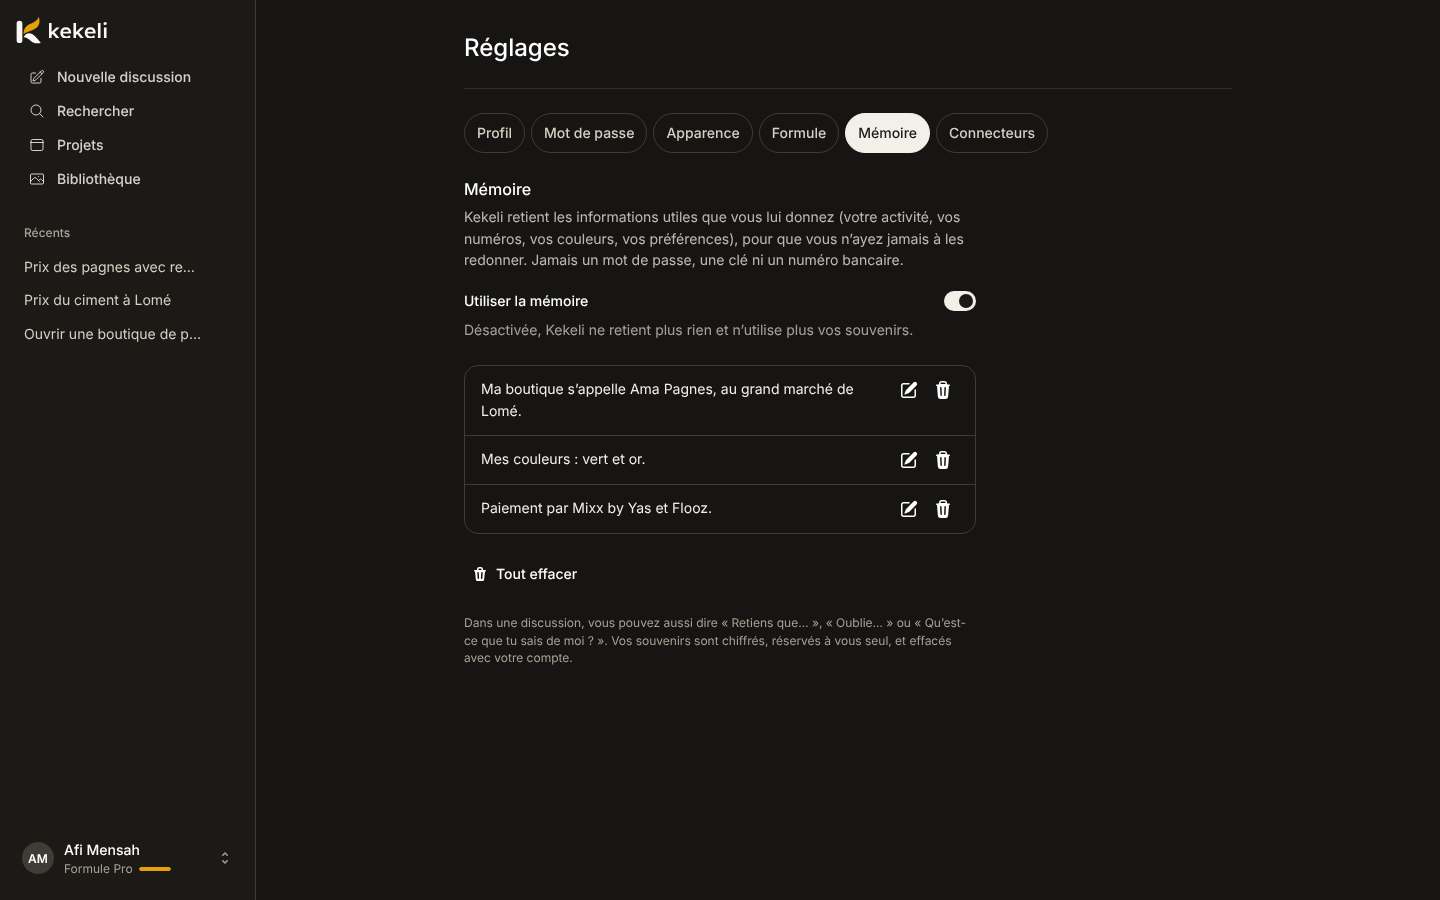 kekeli
Nouvelle discussion
Rechercher
Projets
Bibliothèque
Récents
Prix des pagnes avec re...
Prix du ciment à Lomé
Ouvrir une boutique de p...
AM
Afi Mensah
Formule Pro
Réglages
Profil
Mot de passe
Apparence
Formule
Mémoire
Connecteurs
Mémoire
Kekeli retient les informations utiles que vous lui donnez (votre activité, vos
numéros, vos couleurs, vos préférences), pour que vous n’ayez jamais à les
redonner. Jamais un mot de passe, une clé ni un numéro bancaire.
Utiliser la mémoire
Désactivée, Kekeli ne retient plus rien et n’utilise plus vos souvenirs.
Ma boutique s’appelle Ama Pagnes, au grand marché de
Lomé.
Mes couleurs : vert et or.
Paiement par Mixx by Yas et Flooz.
Tout effacer
Dans une discussion, vous pouvez aussi dire « Retiens que... », « Oublie... » ou « Qu’est-
ce que tu sais de moi ? ». Vos souvenirs sont chiffrés, réservés à vous seul, et effacés
avec votre compte.